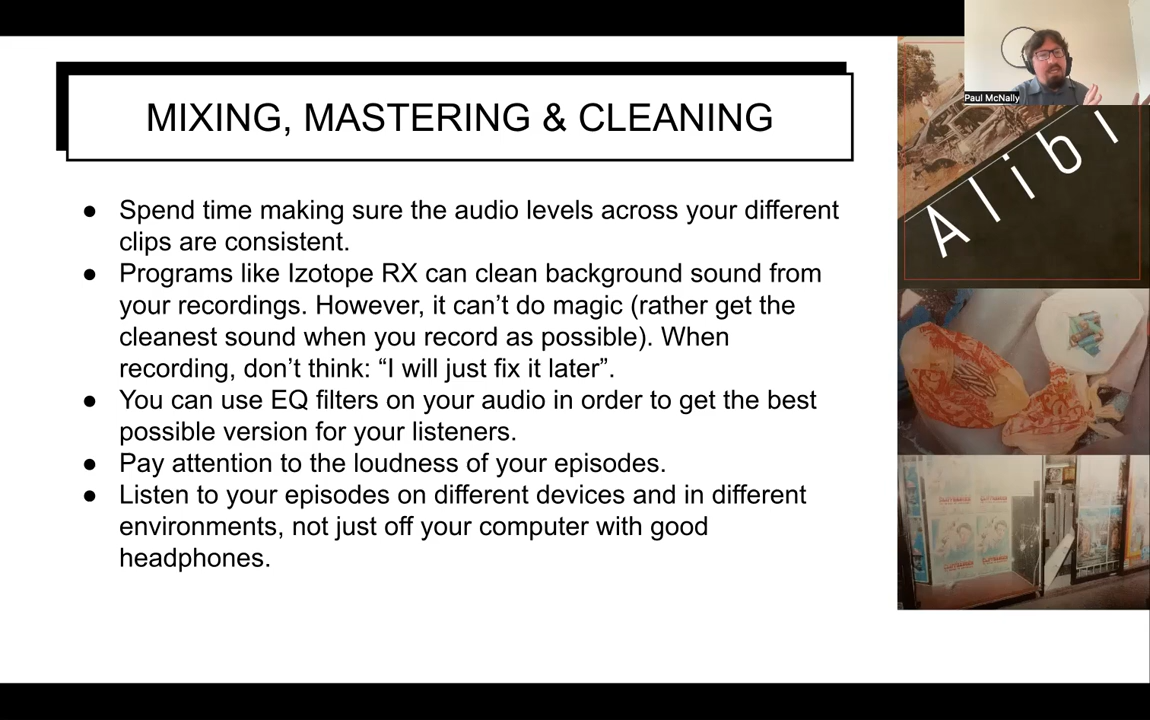 MIXING, MASTERING & CLEANING
Paul McNally
Alibi
● Spend time making sure the audio levels across your different
clips are consistent.
● Programs like Izotope RX can clean background sound from
your recordings. However, it can’t do magic (rather get the
cleanest sound when you record as possible). When
recording, don’t think: “I will just fix it later”.
● You can use EQ filters on your audio in order to get the best
possible version for your listeners.
● Pay attention to the loudness of your episodes.
● Listen to your episodes on different devices and in different
environments, not just off your computer with good
headphones.